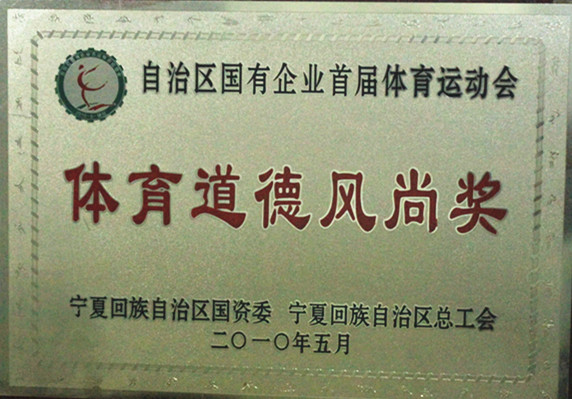 自治区国有企业首届体育运动会
体育道德风尚奖
宁夏回族自治区国资委 宁夏回族自治区总工会
二〇一〇年五月